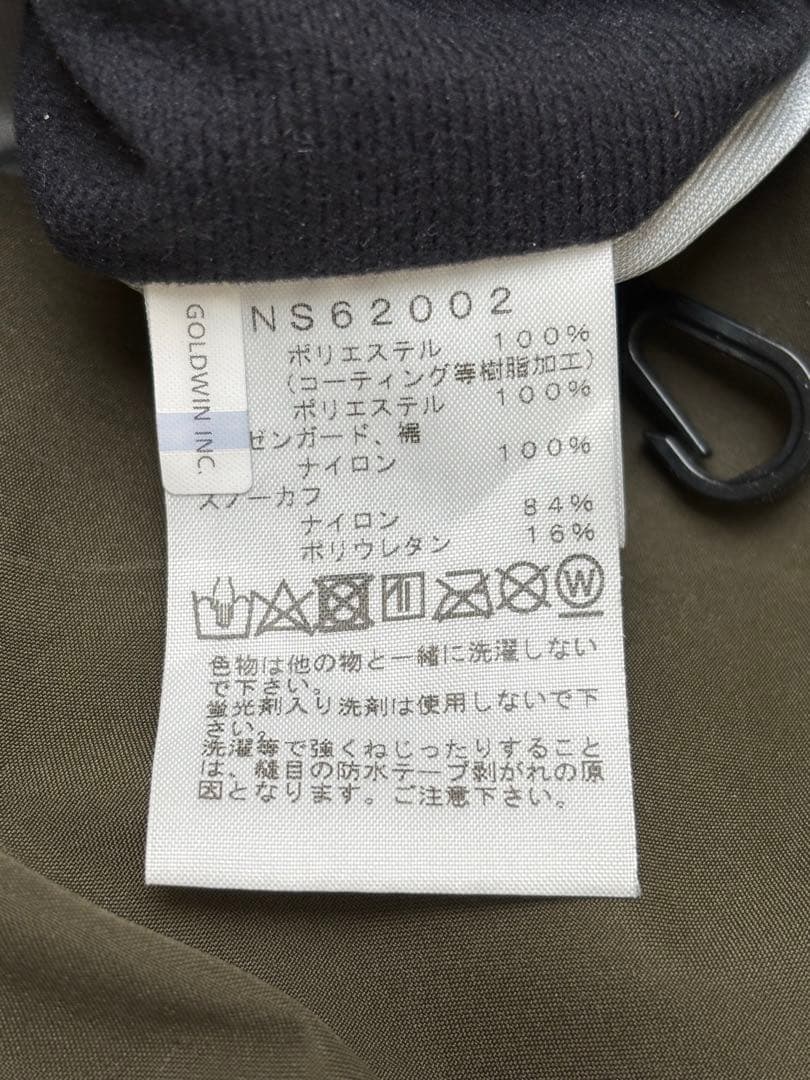 GOLDWIN INC.
NS62002
ポリエステル 100%
(コーティング等樹脂加工)
ポリエステル 100%
ゼンガード、裾
ナイロン 100%
スノーカフ
ナイロン 84%
ポリウレタン 16%
W
色物は他の物と一緒に洗濯しない
で下さい。
蛍光剤入り洗剤は使用しないで下
さい。
洗濯等で強くねじったりすること
は、縫目の防水テープ剥がれの原
因となります。ご注意下さい。